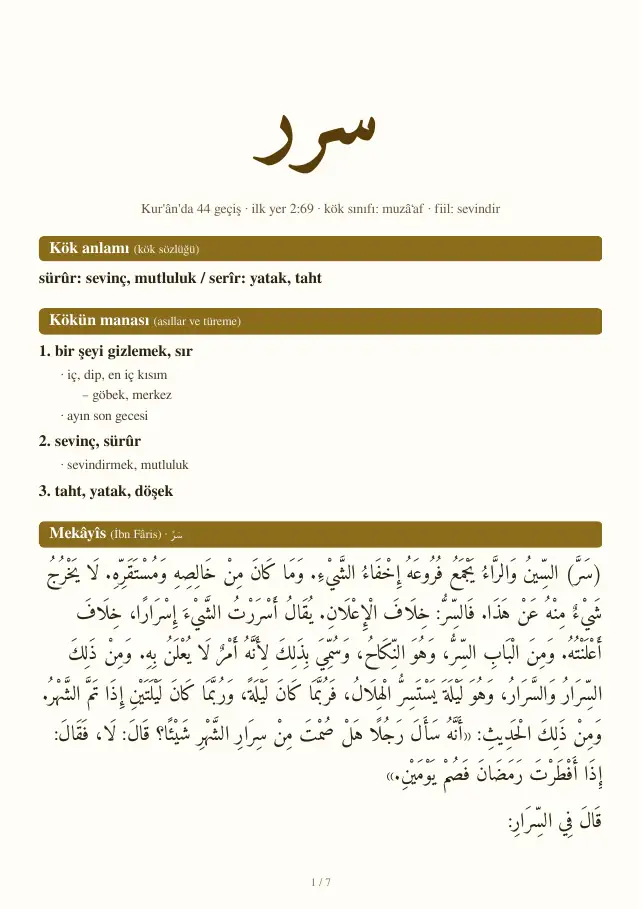 سرر
Kur'ân'da 44 geçiş · ilk yer 2:69 · kök sınıfı: muzâ'af · fiil: sevindir
Kök anlamı (kök sözlüğü)
sürûr: sevinç, mutluluk / serîr: yatak, taht
Kökün manası (asıllar ve türeme)
1. bir şeyi gizlemek, sır
· iç, dip, en iç kısım
– göbek, merkez
· ayın son gecesi
2. sevinç, sürûr
· sevindirmek, mutluluk
3. taht, yatak, döşek
Mekâyîs (İbn Fâris) · سَرَّ
(سَرَّ) السِّينُ وَالرَّاءُ يَجْمَعُ فُرُوعَهُ إِخْفَاءُ الشَّيْءِ. وَمَا كَانَ مِنْ خَالِصِهِ وَمُسْتَقَرِّهِ. لَا يَخْرُجُ
شَيْءٌ مِنْهُ عَنْ هَذَا. فَالسِّرُّ: خِلَافَ الْإِعْلَانِ. يُقَالُ أَسْرَرْتُ الشَّيْءَ إِسْرَارًا، خِلَافَ
أَعْلَنْتُهُ. وَمِنَ الْبَابِ السِّرُّ، وَهُوَ النِّكَاحُ، وَسُمِّيَ بِذَلِكَ لِأَنَّهُ أَمْرٌ لَا يُعْلَنُ بِهِ. وَمِنْ ذَلِكَ
السِّرَارُ وَالسَّرَارُ، وَهُوَ لَيْلَةَ يَسْتَسِرُّ الْهِلَالُ، فَرُبَّمَا كَانَ لَيْلَةً، وَرُبَّمَا كَانَ لَيْلَتَيْنِ إِذَا تَمَّ الشَّهْرُ.
وَمِنْ ذَلِكَ الْحَدِيثِ: «أَنَّهُ سَأَلَ رَجُلًا هَلْ صُمْتَ مِنْ سِرَارِ الشَّهْرِ شَيْئًا؟ قَالَ: لَا، فَقَالَ:
إِذَا أَفْطَرْتَ رَمَضَانَ فَصُمْ يَوْمَيْنِ.»
قَالَ فِي السِّرَارِ:
1 / 7